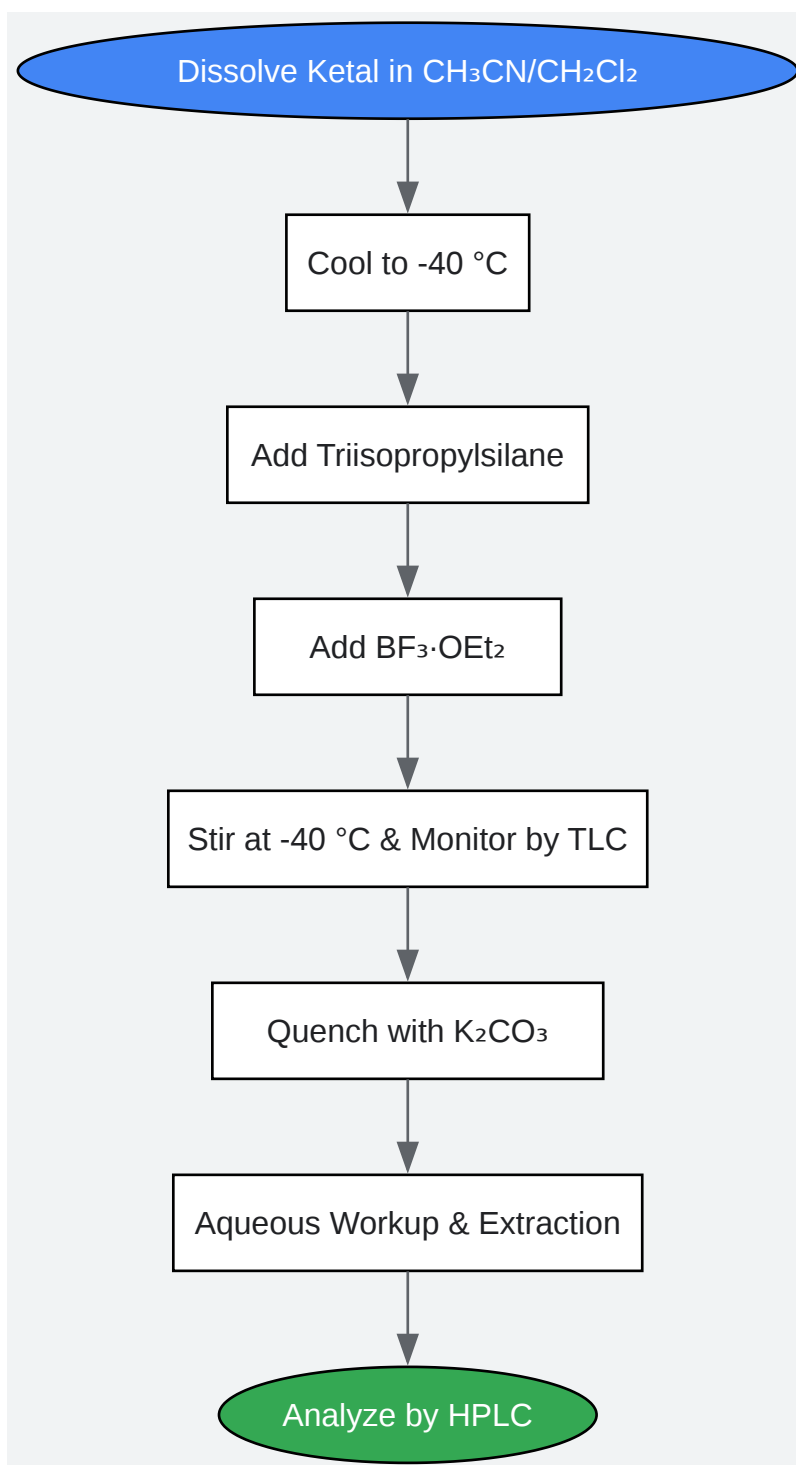 Dissolve Ketal in CH₃CN/CH₂Cl₂
Cool to -40 °C
Add Triisopropylsilane
Add BF₃·OEt₂
Stir at -40 °C & Monitor by TLC
Quench with K₂CO₃
Aqueous Workup & Extraction
Analyze by HPLC